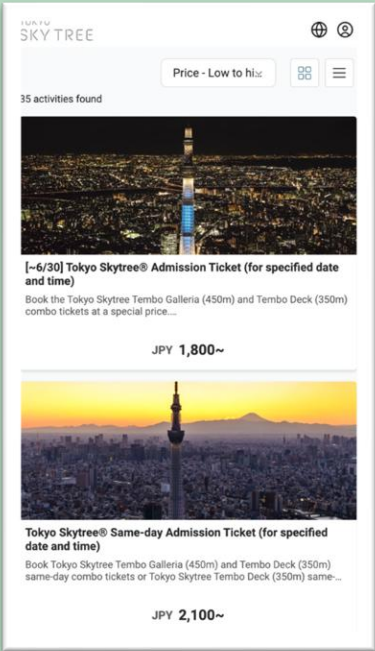 TOKYO
SKY TREE
Price - Low to hi
35 activities found
[~6/30] Tokyo Skytree® Admission Ticket (for specified date
and time)
Book the Tokyo Skytree Tembo Galleria (450m) and Tembo Deck (350m)
combo tickets at a special price....
JPY 1,800~
Tokyo Skytree® Same-day Admission Ticket (for specified
date and time)
Book Tokyo Skytree Tembo Galleria (450m) and Tembo Deck (350m)
same-day combo tickets or Tokyo Skytree Tembo Deck (350m) same-...
JPY 2,100~